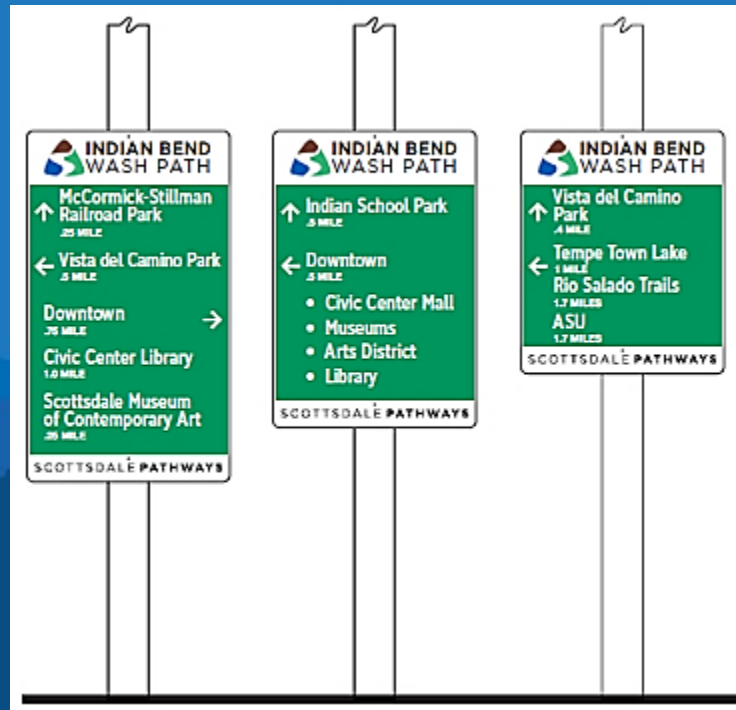 INDIAN BEND
WASH PATH
McCormick-Stillman
Railroad Park
.25 MILE
Vista del Camino Park
.5 MILE
Downtown
.75 MILE
Civic Center Library
1.0 MILE
Scottsdale Museum
of Contemporary Art
.25 MILE
SCOTTSDALE PATHWAYS
INDIAN BEND
WASH PATH
Indian School Park
.5 MILE
Downtown
.5 MILE
• Civic Center Mall
• Museums
• Arts District
• Library
SCOTTSDALE PATHWAYS
INDIAN BEND
WASH PATH
Vista del Camino
Park
.4 MILE
Tempe Town Lake
1 MILE
Rio Salado Trails
1.7 MILES
ASU
1.7 MILES
SCOTTSDALE PATHWAYS